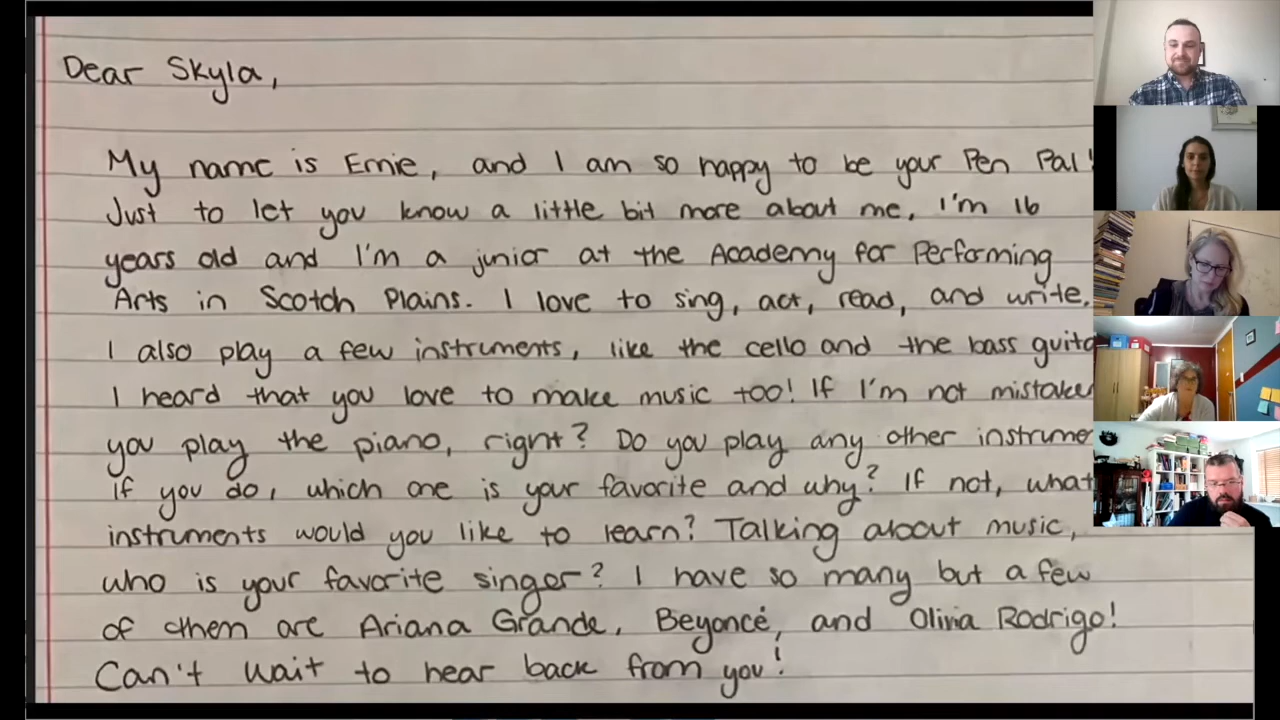 Dear Skyla,
My name is Ernie, and I am so happy to be your Pen Pal!
Just to let you know a little bit more about me, I'm 16
years old and I'm a junior at the Academy for Performing
Arts in Scotch Plains. I love to sing, act, read, and write.
I also play a few instruments, like the cello and the bass
I heard that you love to make music too! If I'm not
you play the piano, right? Do you play any other
If you do, which one is your favorite and why? If not, what
instruments would you like to learn? Talking about music,
who is your favorite singer? I have so many but a few
of them are Ariana Grande, Beyoncé, and Olivia Rodrigo!
Can't wait to hear back from you!